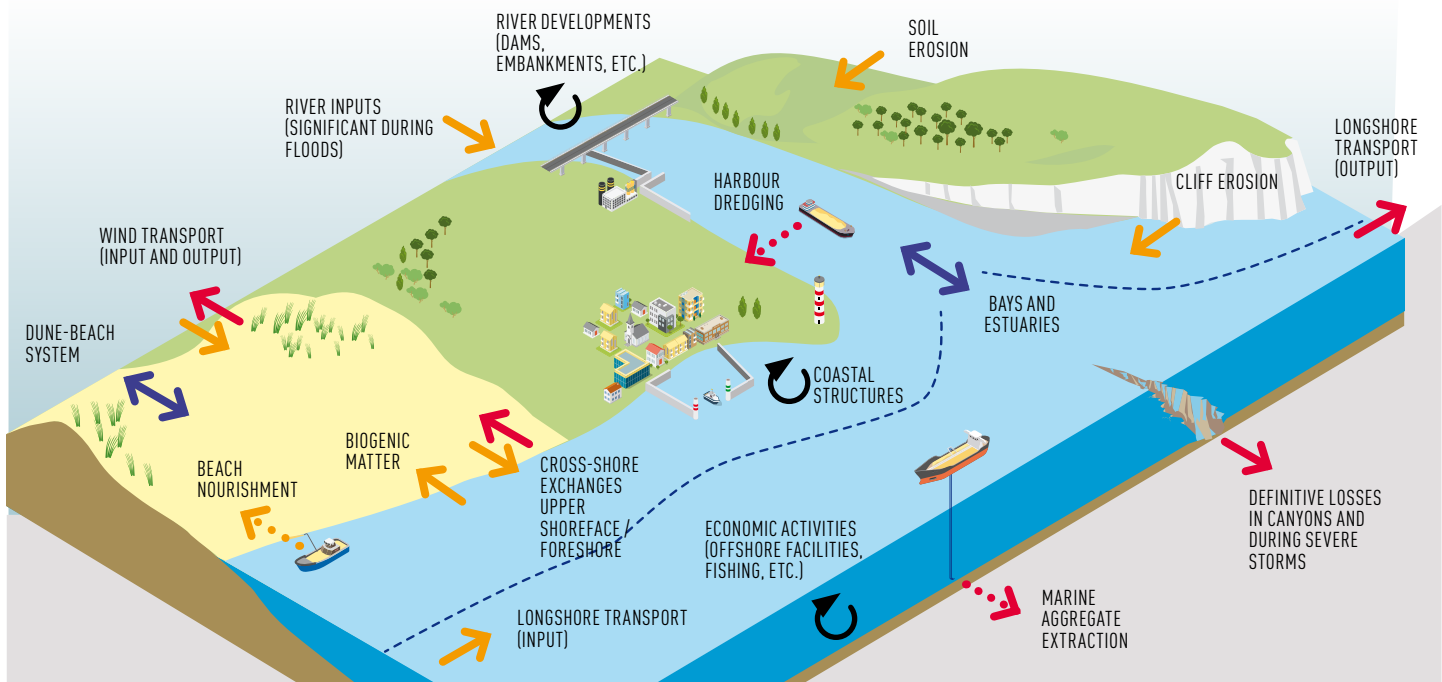 RIVER DEVELOPMENTS
(DAMS,
EMBANKMENTS, ETC.)
SOIL
EROSION
RIVER INPUTS
(SIGNIFICANT DURING
FLOODS)
LONGSHORE
TRANSPORT
(OUTPUT)
HARBOUR
DREDGING
CLIFF EROSION
WIND TRANSPORT
(INPUT AND OUTPUT)
BAYS AND
ESTUARIES
DUNE-BEACH
SYSTEM
COASTAL
STRUCTURES
BIOGENIC
MATTER
BEACH
NOURISHMENT
CROSS-SHORE
EXCHANGES
UPPER
SHOREFACE /
FORESHORE
ECONOMIC ACTIVITIES
(OFFSHORE FACILITIES,
FISHING, ETC.)
DEFINITIVE LOSSES
IN CANYONS AND
DURING SEVERE
STORMS
MARINE
AGGREGATE
EXTRACTION
LONGSHORE TRANSPORT
(INPUT)